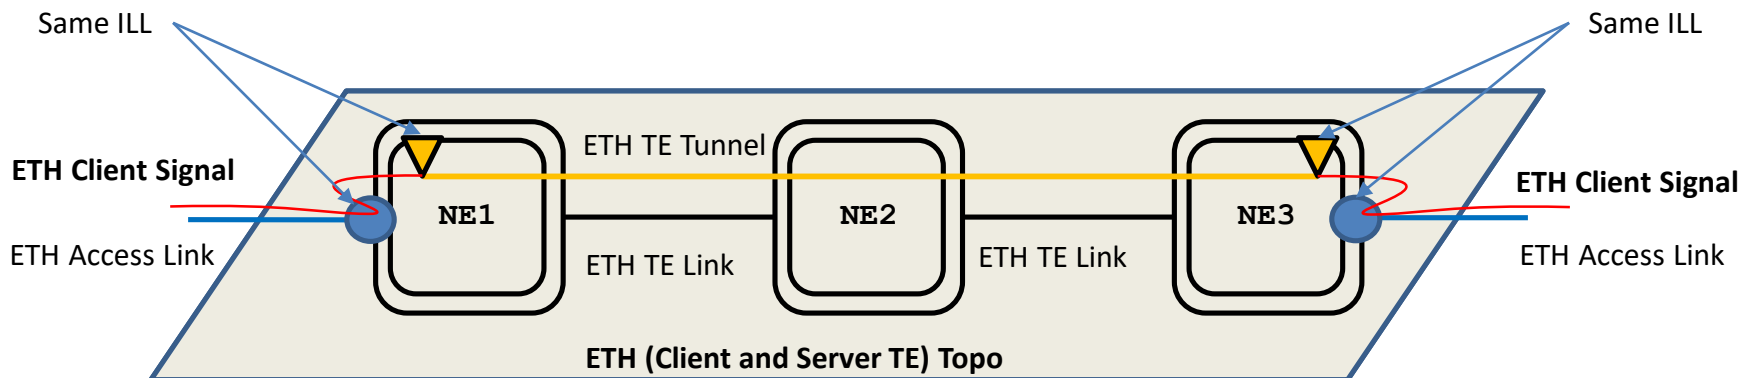 Same ILL
Same ILL
ETH TE Tunnel
ETH Client Signal
ETH Client Signal
NE1
NE2
NE3
ETH Access Link
ETH TE Link
ETH TE Link
ETH Access Link
ETH (Client and Server TE) Topo